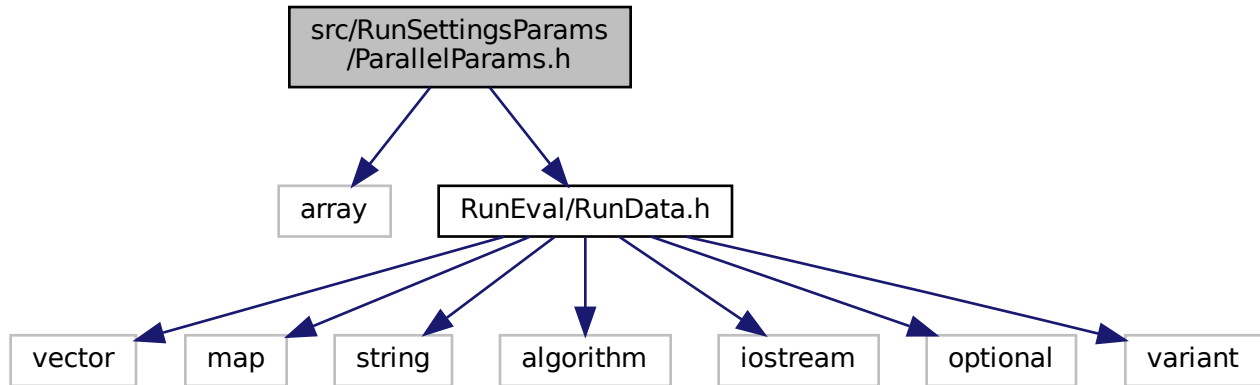 src/RunSettingsParams
/ParallelParams.h
array
RunEval/RunData.h
vector
map
string
algorithm
iostream
optional
variant